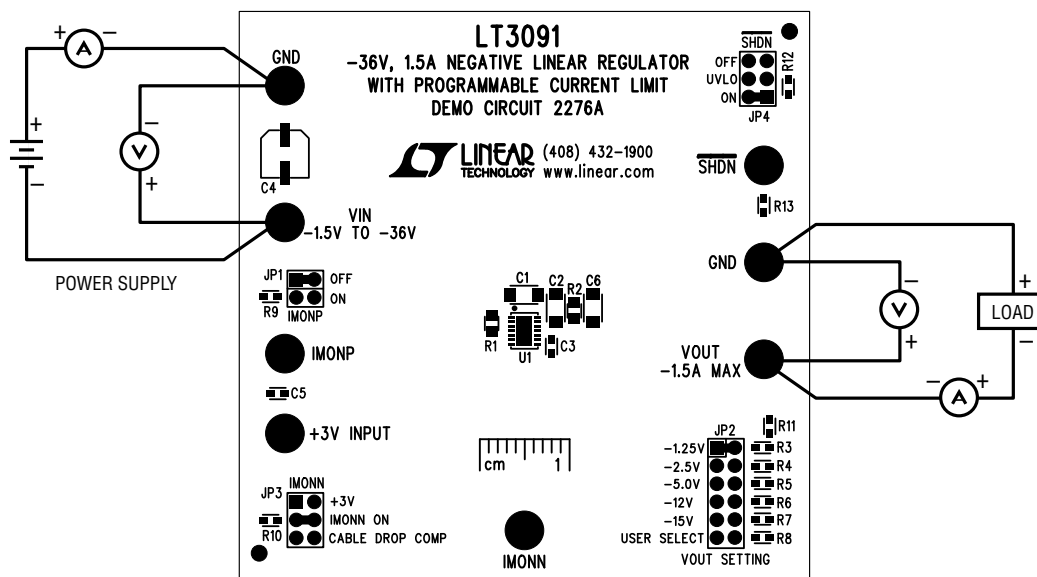 LT3091
-36V, 1.5A NEGATIVE LINEAR REGULATOR
WITH PROGRAMMABLE CURRENT LIMIT
DEMO CIRCUIT 2276A
LINEAR
TECHNOLOGY
(408) 432-1900
www.linear.com
+ A -
GND
+
-
V
+
-
C4
VIN
-1.5V TO -36V
POWER SUPPLY
JP1
OFF
ON
R9
IMONP
IMONP
C5
+3V INPUT
IMONN
JP3
+3V
IMONN ON
R10
CABLE DROP COMP
SHDN
OFF
UVLO
ON
R12
JP4
SHDN
R13
GND
-
V
+
+
LOAD
-
VOUT
-1.5A MAX
- A +
C1
C2
R2
C6
R1
U1
C3
cm
1
IMONN
R11
JP2
-1.25V
R3
-2.5V
R4
-5.0V
R5
-12V
R6
-15V
R7
USER SELECT
R8
VOUT SETTING